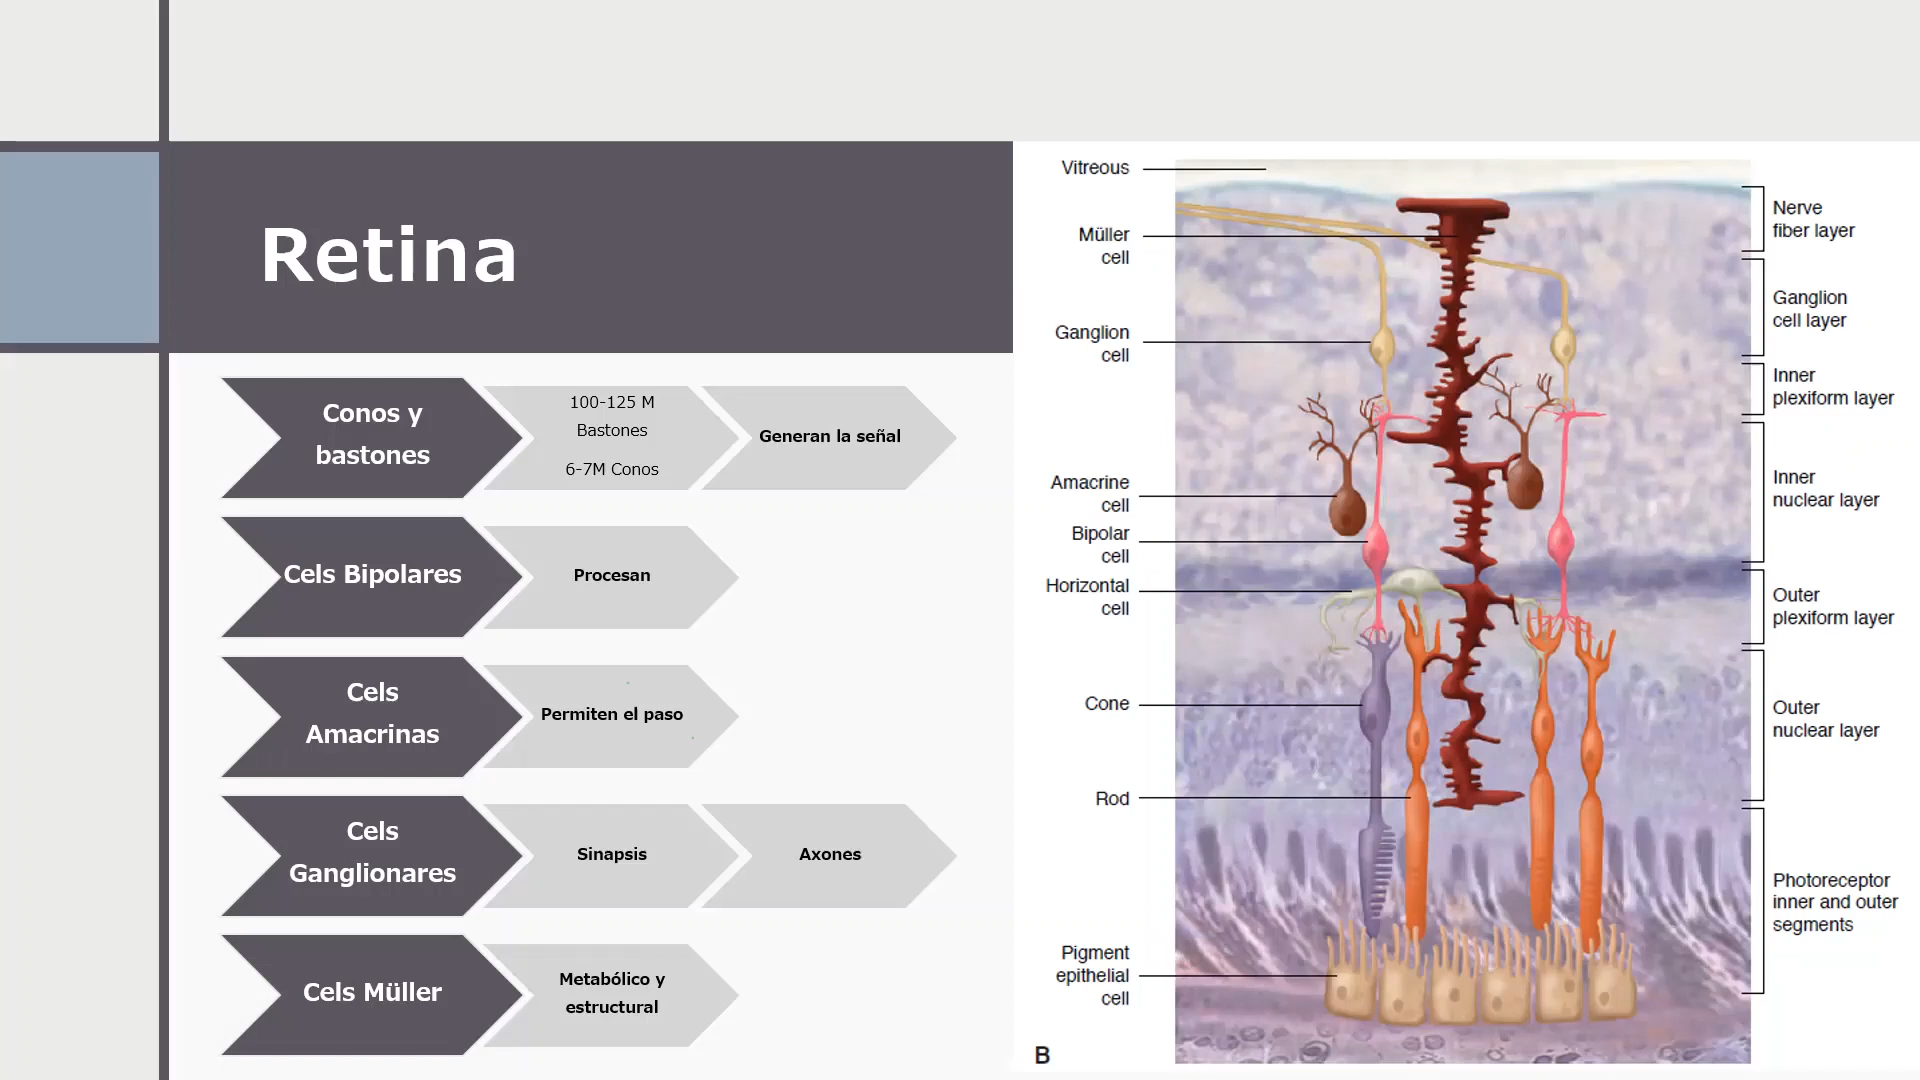 Retina
Conos y
bastones
100-125 M
Bastones
6-7M Conos
Generan la señal
Cels Bipolares
Procesan
Cels
Amacrinas
Permiten el paso
Cels
Ganglionares
Sinapsis
Axones
Cels Müller
Metabólico y
estructural
Vitreous
Müller
cell
Ganglion
cell
Amacrine
cell
Bipolar
cell
Horizontal
cell
Cone
Rod
Pigment
epithelial
cell
B
Nerve
fiber layer
Ganglion
cell layer
Inner
plexiform layer
Inner
nuclear layer
Outer
plexiform layer
Outer
nuclear layer
Photoreceptor
inner and outer
segments